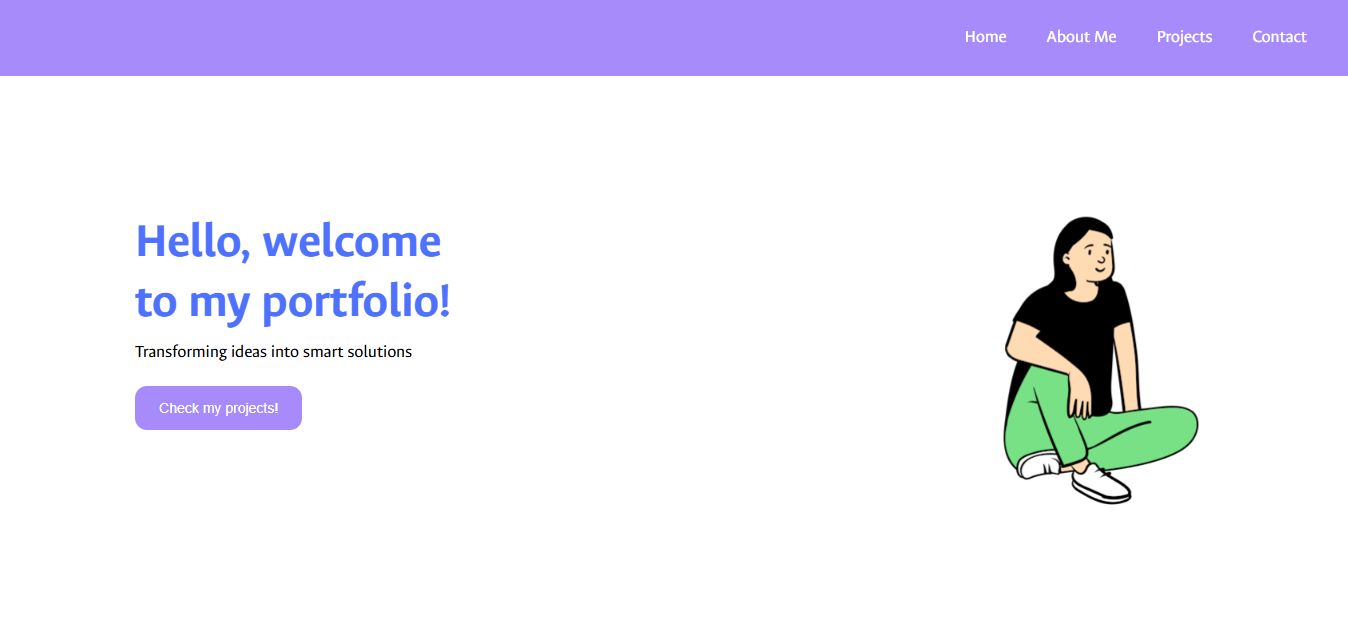 Home About Me Projects Contact
Hello, welcome
to my portfolio!
Transforming ideas into smart solutions
Check my projects!